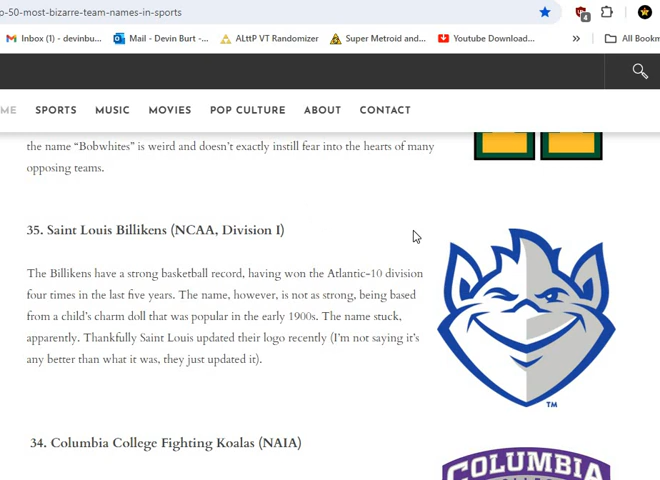 o-50-most-bizarre-team-names-in-sports
4
Inbox (1) - devinbu...
Mail - Devin Burt -...
ALttP VT Randomizer
Super Metroid and...
Youtube Download...
»
All Bookm
ME SPORTS MUSIC MOVIES POP CULTURE ABOUT CONTACT
the name “Bobwhites” is weird and doesn’t exactly instill fear into the hearts of many
opposing teams.
35. Saint Louis Billikens (NCAA, Division I)
The Billikens have a strong basketball record, having won the Atlantic-10 division
four times in the last five years. The name, however, is not as strong, being based
from a child’s charm doll that was popular in the early 1900s. The name stuck,
apparently. Thankfully Saint Louis updated their logo recently (I’m not saying it’s
any better than what it was, they just updated it).
TM
34. Columbia College Fighting Koalas (NAIA)
COLUMBIA